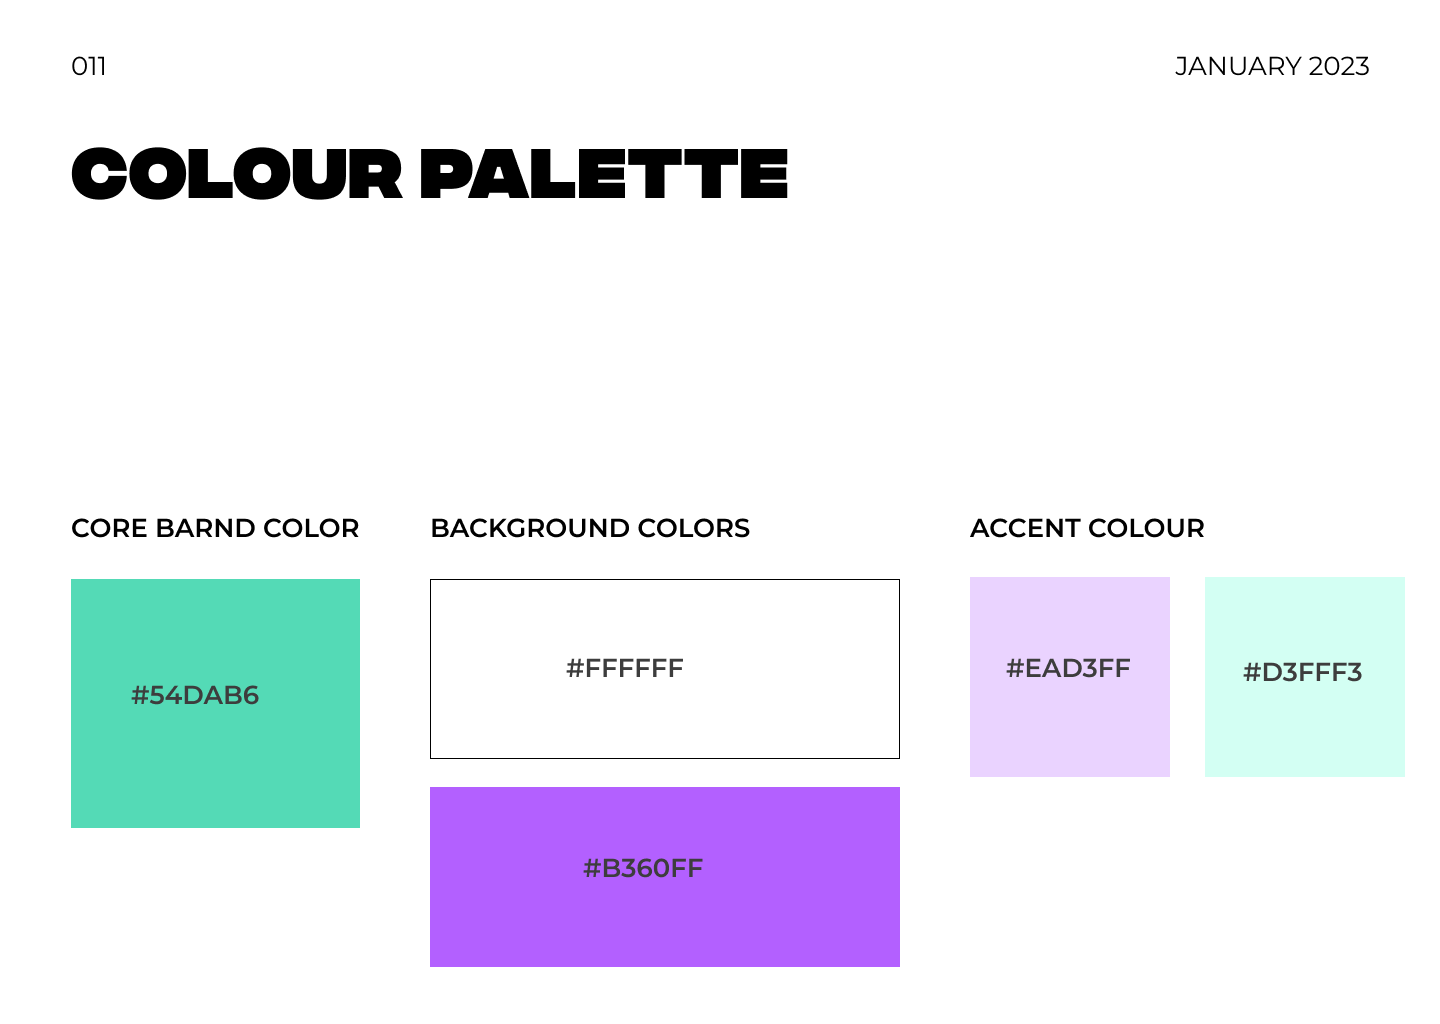 011
JANUARY 2023
COLOUR PALETTE
CORE BARND COLOR
#54DAB6
BACKGROUND COLORS
#FFFFFF
#B360FF
ACCENT COLOUR
#EAD3FF
#D3FFF3